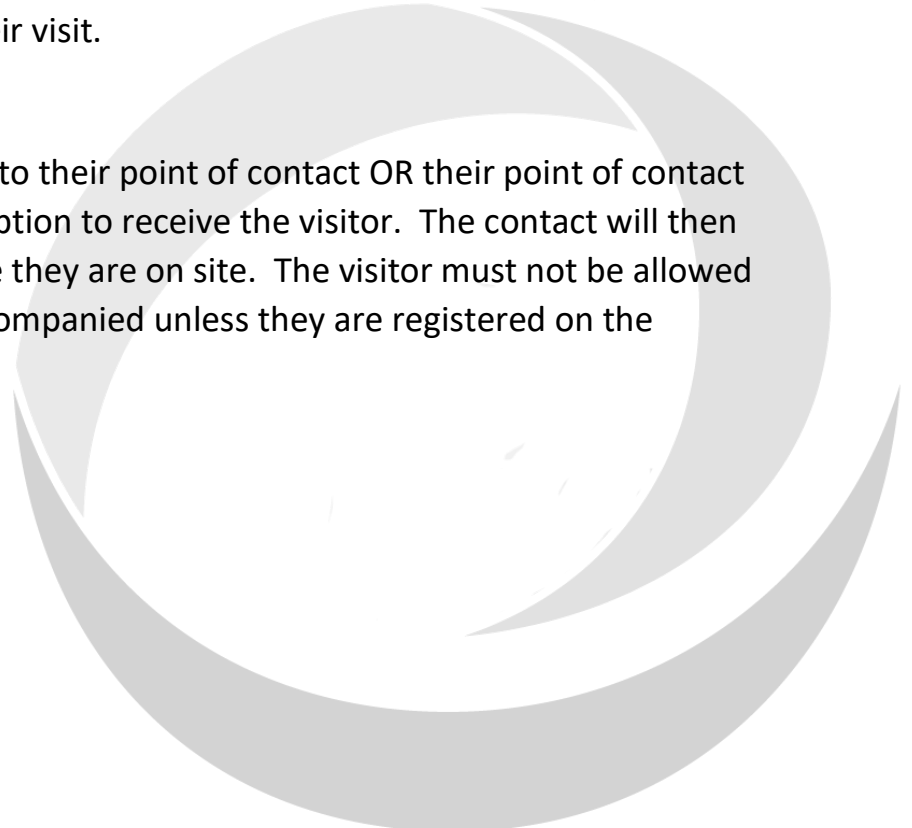 ir visit.
to their point of contact OR their point of contact
ption to receive the visitor.  The contact will then
e they are on site.  The visitor must not be allowed
ompanied unless they are registered on the